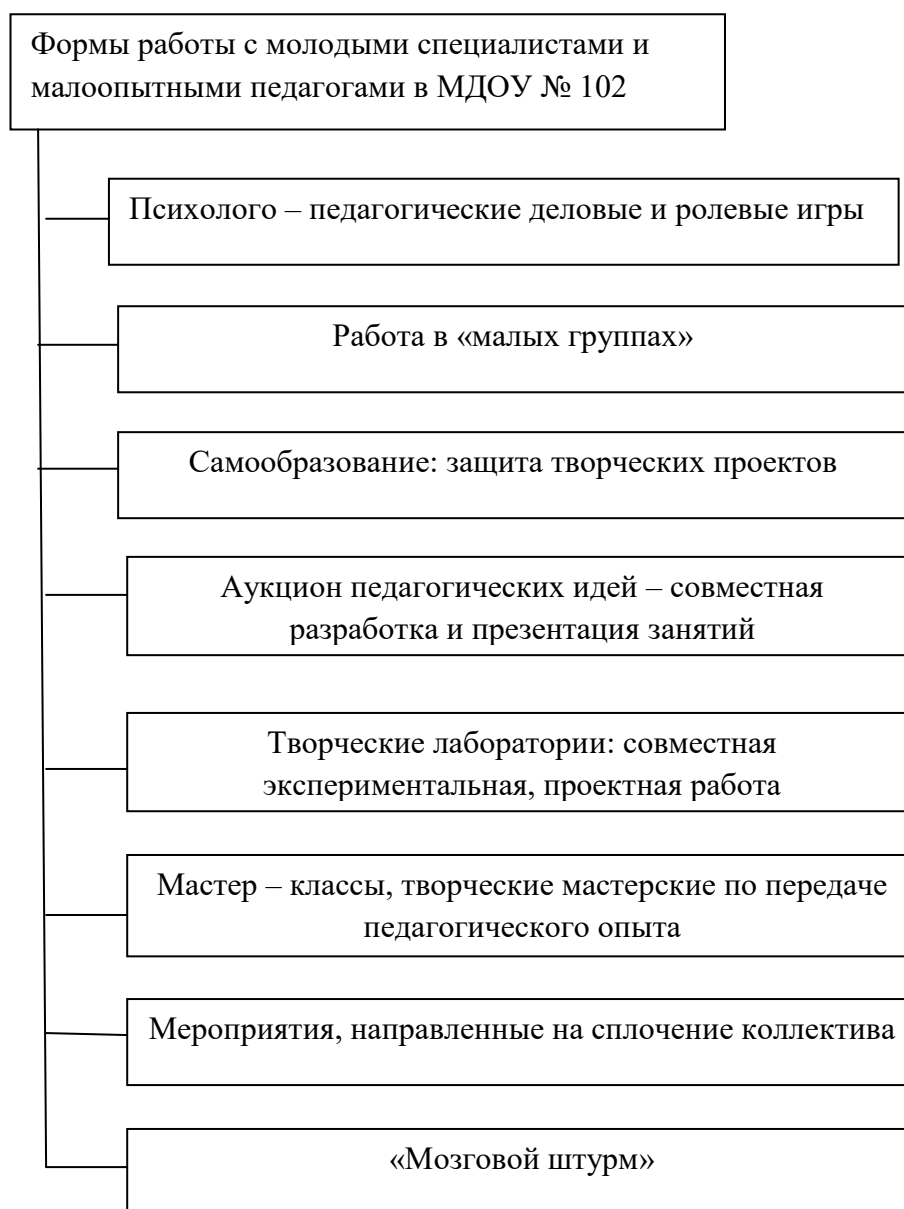 Формы работы с молодыми специалистами и
малоопытными педагогами в МДОУ № 102
Психолого – педагогические деловые и ролевые игры
Работа в «малых группах»
Самообразование: защита творческих проектов
Аукцион педагогических идей – совместная
разработка и презентация занятий
Творческие лаборатории: совместная
экспериментальная, проектная работа
Мастер – классы, творческие мастерские по передаче
педагогического опыта
Мероприятия, направленные на сплочение коллектива
«Мозговой штурм»